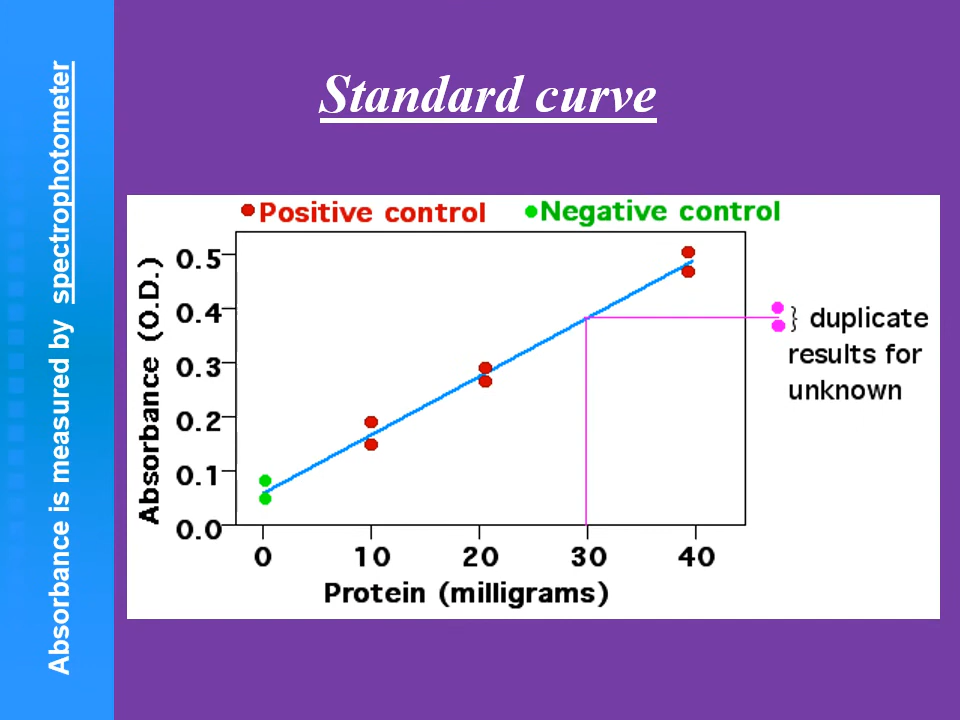 Absorbance is measured by spectrophotometer
Standard curve
Positive control
Negative control
Absorbance (O.D.)
0.5
0.4
0.3
0.2
0.1
0.0
0 10 20 30 40
Protein (milligrams)
} duplicate
results for
unknown